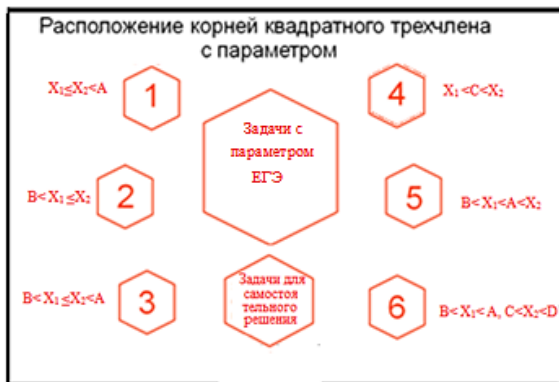 Расположение корней квадратного трехчлена
с параметром
X₁≤X₂<A
1
B<X₁≤X₂
2
B<X₁≤X₂<A
3
Задачи с
параметром
ЕГЭ
Задачи для
самостоя
тельного
решения
4
X₁<C<X₂
5
B<X₁<A<X₂
6
B<X₁<A, C<X₂<D